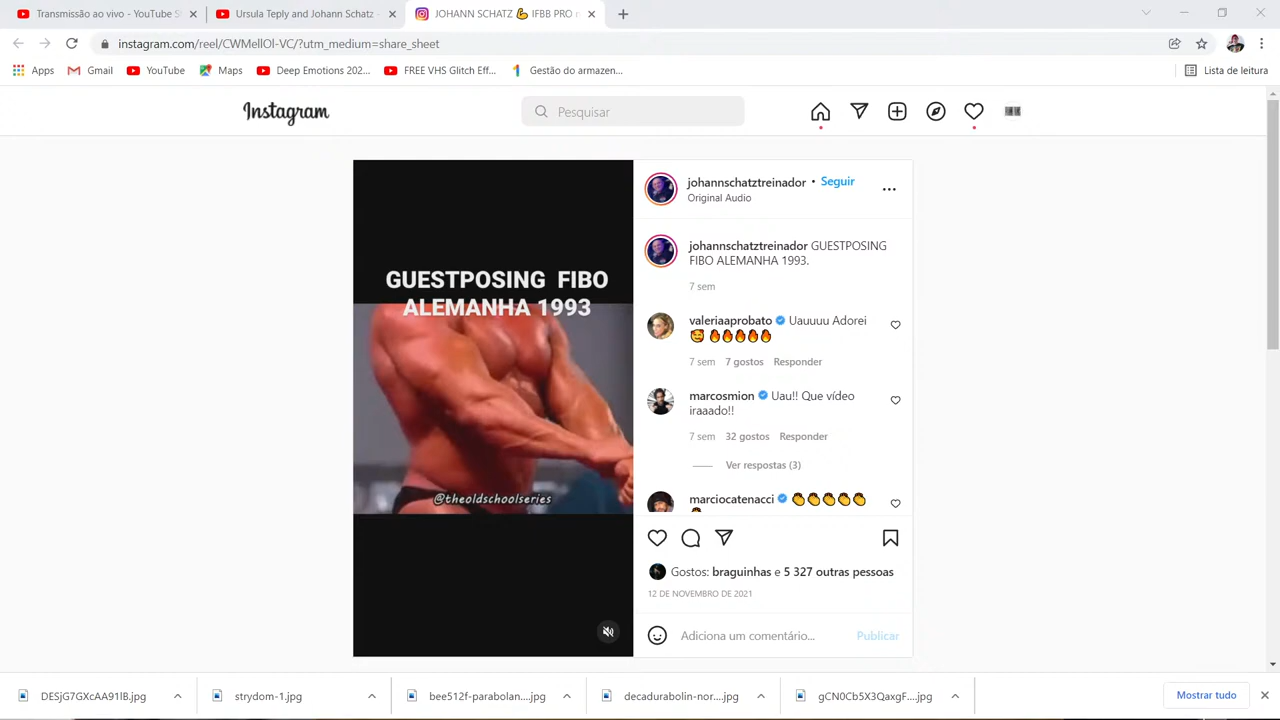 Transmissão ao vivo - YouTube S
Ursula Teply and Johann Schatz -
JOHANN SCHATZ 💪 IFBB PRO n
instagram.com/reel/CWMellOl-VC/?utm_medium=share_sheet
Apps
Gmail
YouTube
Maps
Deep Emotions 202...
FREE VHS Glitch Eff...
Gestão do armazen...
Lista de leitura
Instagram
Pesquisar
GUESTPOSING FIBO
ALEMANHA 1993
@theoldschoolseries
johannschatztreinador • Seguir
Original Audio
johannschatztreinador GUESTPOSING
FIBO ALEMANHA 1993.
7 sem
valeriaaprobato Uauuuu Adorei
🥰 🔥🔥🔥🔥🔥
7 sem 7 gostos Responder
marcosmion Uau!! Que vídeo
iraaado!!
7 sem 32 gostos Responder
Ver respostas (3)
marciocatenacci 👏👏👏👏👏👏
Gostos: braguinhas e 5 327 outras pessoas
12 DE NOVEMBRO DE 2021
Adiciona um comentário...
Publicar
DESjG7GXcAA91lB.jpg
strydom-1.jpg
bee512f-parabolan....jpg
decadurabolin-nor....jpg
gCN0Cb5X3QaxgF....jpg
Mostrar tudo